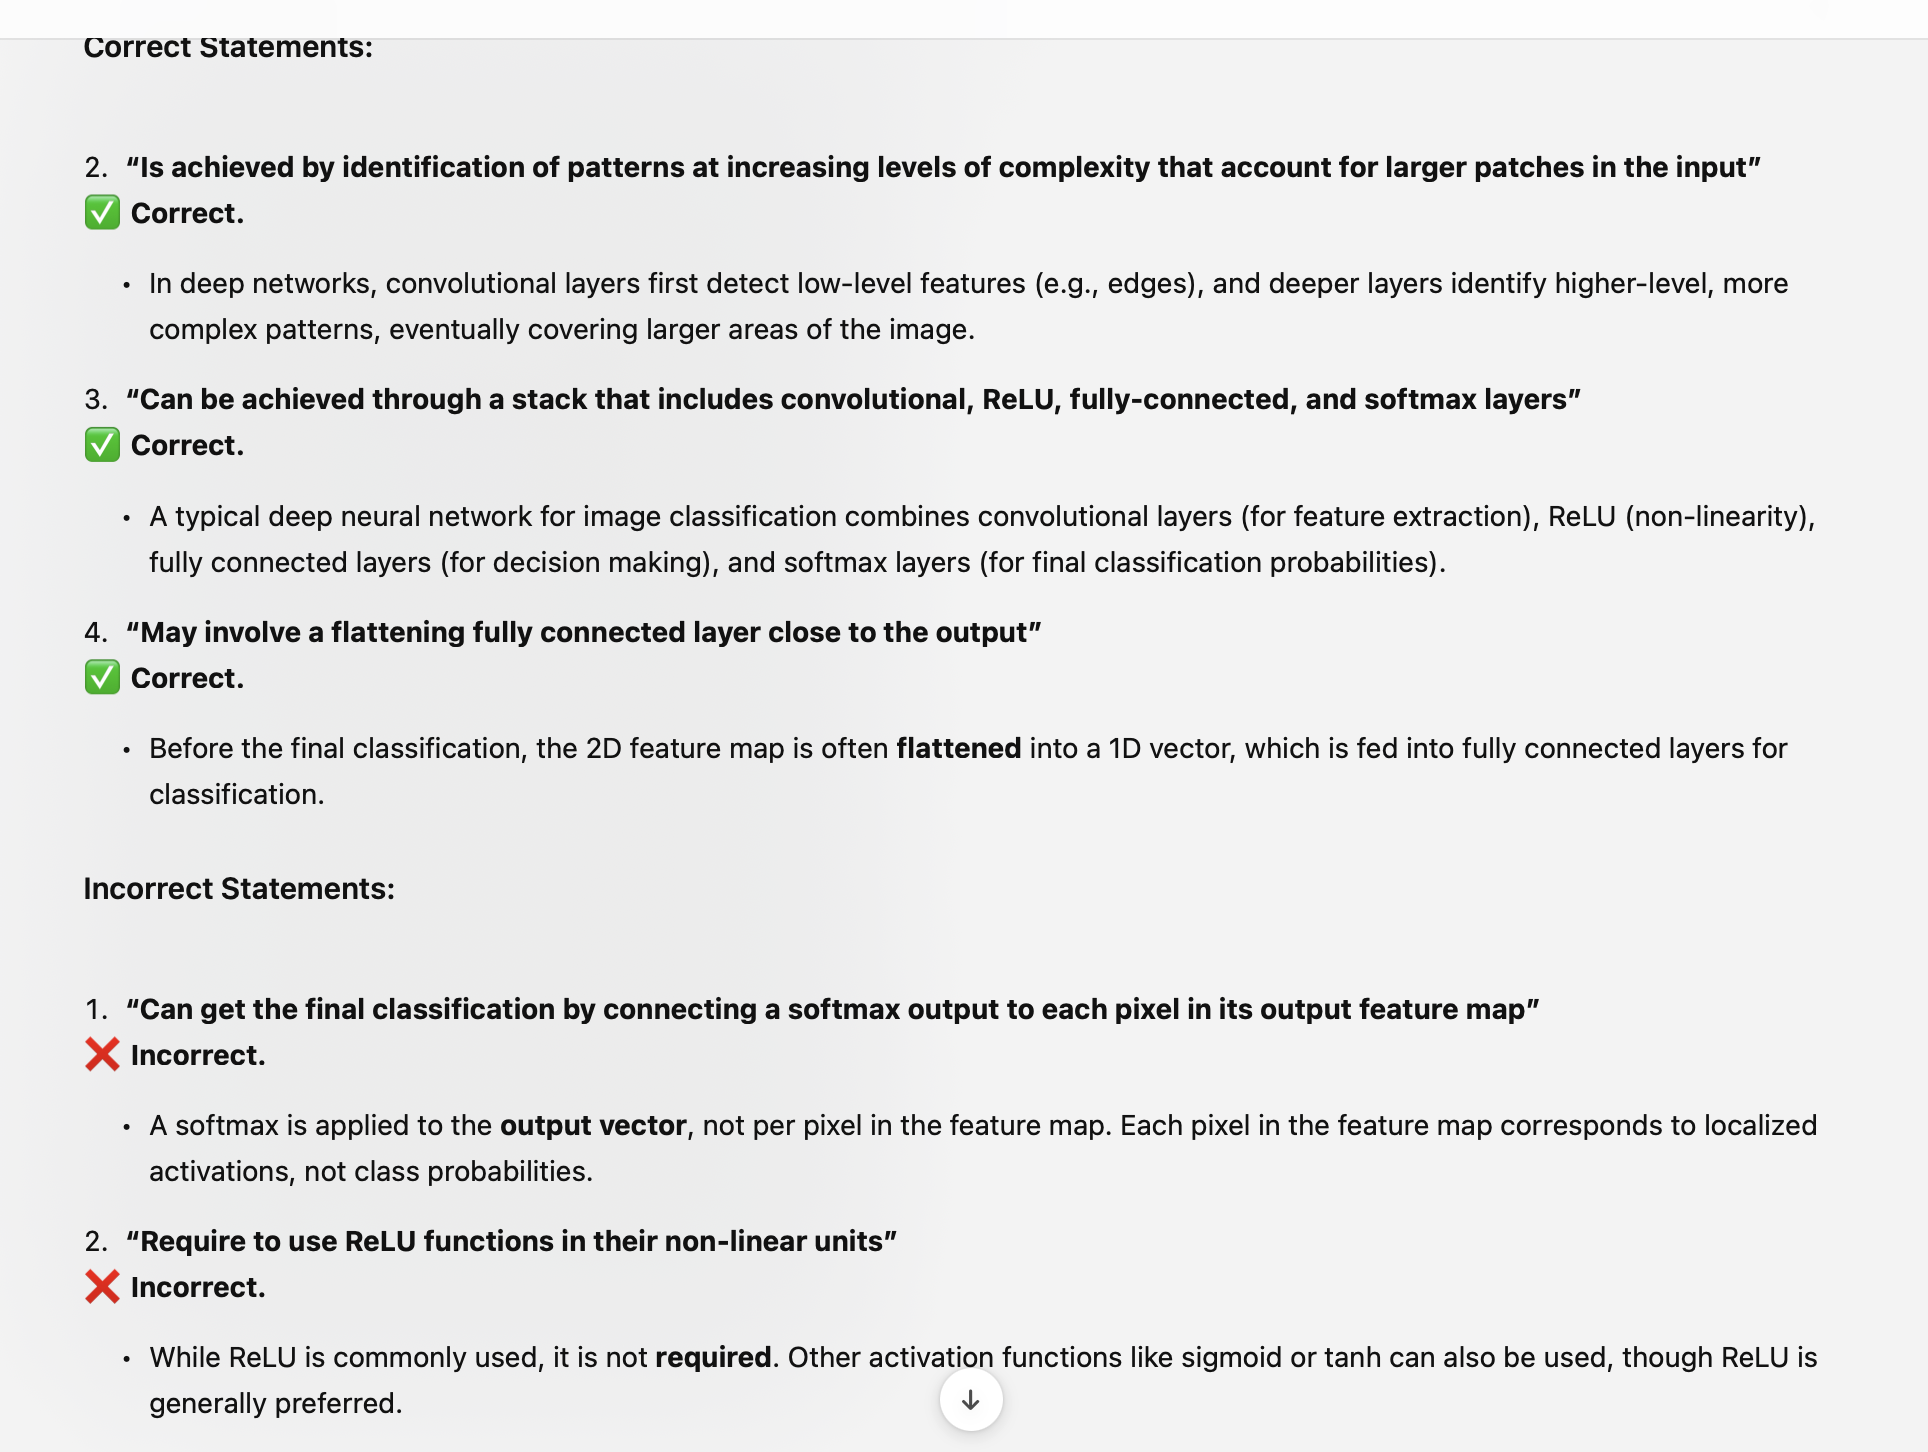 Correct Statements:
2. “Is achieved by identification of patterns at increasing levels of complexity that account for larger patches in the input”
✅ Correct.
• In deep networks, convolutional layers first detect low-level features (e.g., edges), and deeper layers identify higher-level, more
complex patterns, eventually covering larger areas of the image.
3. “Can be achieved through a stack that includes convolutional, ReLU, fully-connected, and softmax layers”
✅ Correct.
• A typical deep neural network for image classification combines convolutional layers (for feature extraction), ReLU (non-linearity),
fully connected layers (for decision making), and softmax layers (for final classification probabilities).
4. “May involve a flattening fully connected layer close to the output”
✅ Correct.
• Before the final classification, the 2D feature map is often flattened into a 1D vector, which is fed into fully connected layers for
classification.
Incorrect Statements:
1. “Can get the final classification by connecting a softmax output to each pixel in its output feature map”
❌ Incorrect.
• A softmax is applied to the output vector, not per pixel in the feature map. Each pixel in the feature map corresponds to localized
activations, not class probabilities.
2. “Require to use ReLU functions in their non-linear units”
❌ Incorrect.
• While ReLU is commonly used, it is not required. Other activation functions like sigmoid or tanh can also be used, though ReLU is
generally preferred.